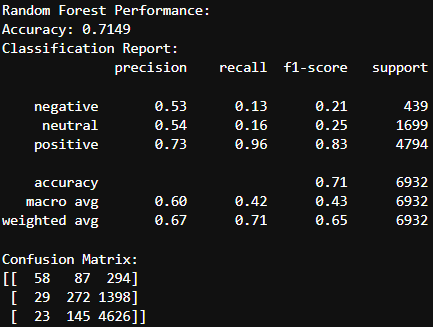 Random Forest Performance:
Accuracy: 0.7149
Classification Report:
              precision    recall  f1-score   support

    negative       0.53      0.13      0.21       439
     neutral       0.54      0.16      0.25      1699
    positive       0.73      0.96      0.83      4794

    accuracy                           0.71      6932
   macro avg       0.60      0.42      0.43      6932
weighted avg       0.67      0.71      0.65      6932

Confusion Matrix:
[[  58   87  294]
 [  29  272 1398]
 [  23  145 4626]]